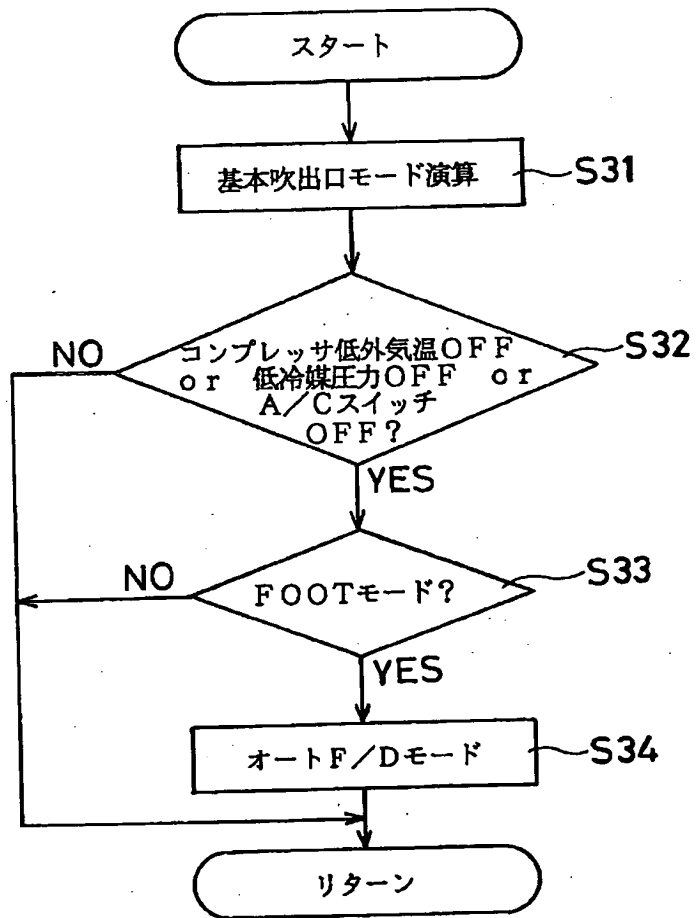 スタート
基本吹出口モード演算
S31
コンプレッサ低外気温OFF
or 低冷媒圧力OFF or
A/Cスイッチ
OFF?
S32
NO
YES
FOOTモード?
S33
NO
YES
オートF/Dモード
S34
リターン